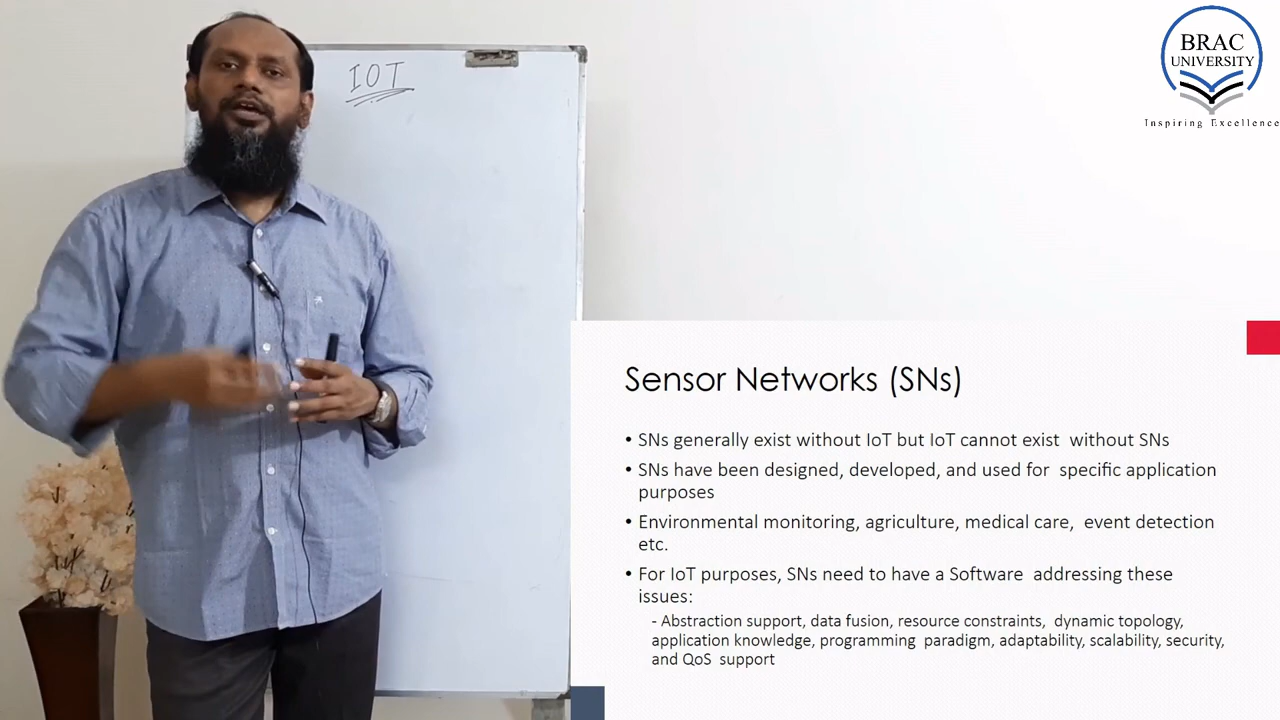 IOT
BRAC
UNIVERSITY
Inspiring Excellence
Sensor Networks (SNs)
• SNs generally exist without IoT but IoT cannot exist without SNs
• SNs have been designed, developed, and used for specific application
purposes
• Environmental monitoring, agriculture, medical care, event detection
etc.
• For IoT purposes, SNs need to have a Software addressing these
issues:
- Abstraction support, data fusion, resource constraints, dynamic topology,
application knowledge, programming paradigm, adaptability, scalability, security,
and QoS support